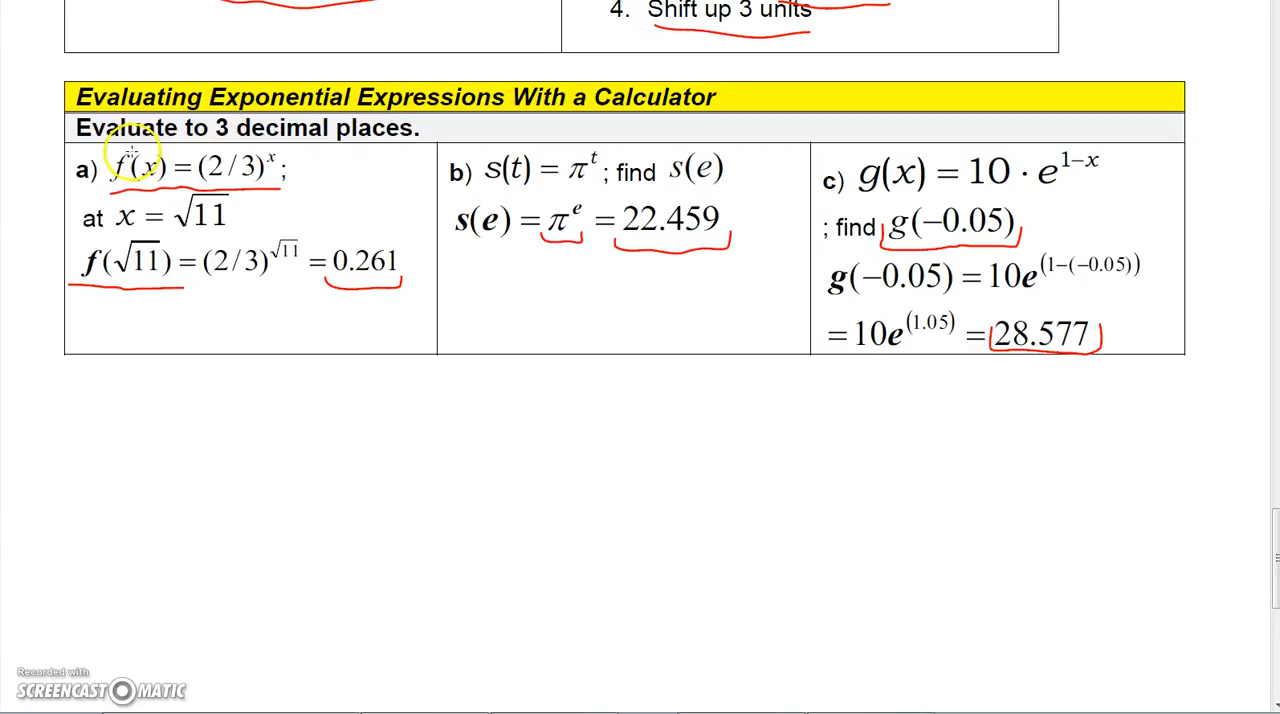 4. Shift up 3 units
Evaluating Exponential Expressions With a Calculator
Evaluate to 3 decimal places.
a) f(x) = (2/3)^x ;
at x = √11
f(√11) = (2/3)^√11 = 0.261
b) s(t) = π^t ; find s(e)
s(e) = π^e = 22.459
c) g(x) = 10 · e^{1−x}
; find g(−0.05)
g(−0.05) = 10e^{(1−(−0.05))}
= 10e^{(1.05)} = 28.577
Recorded with
SCREENCAST-O-MATIC